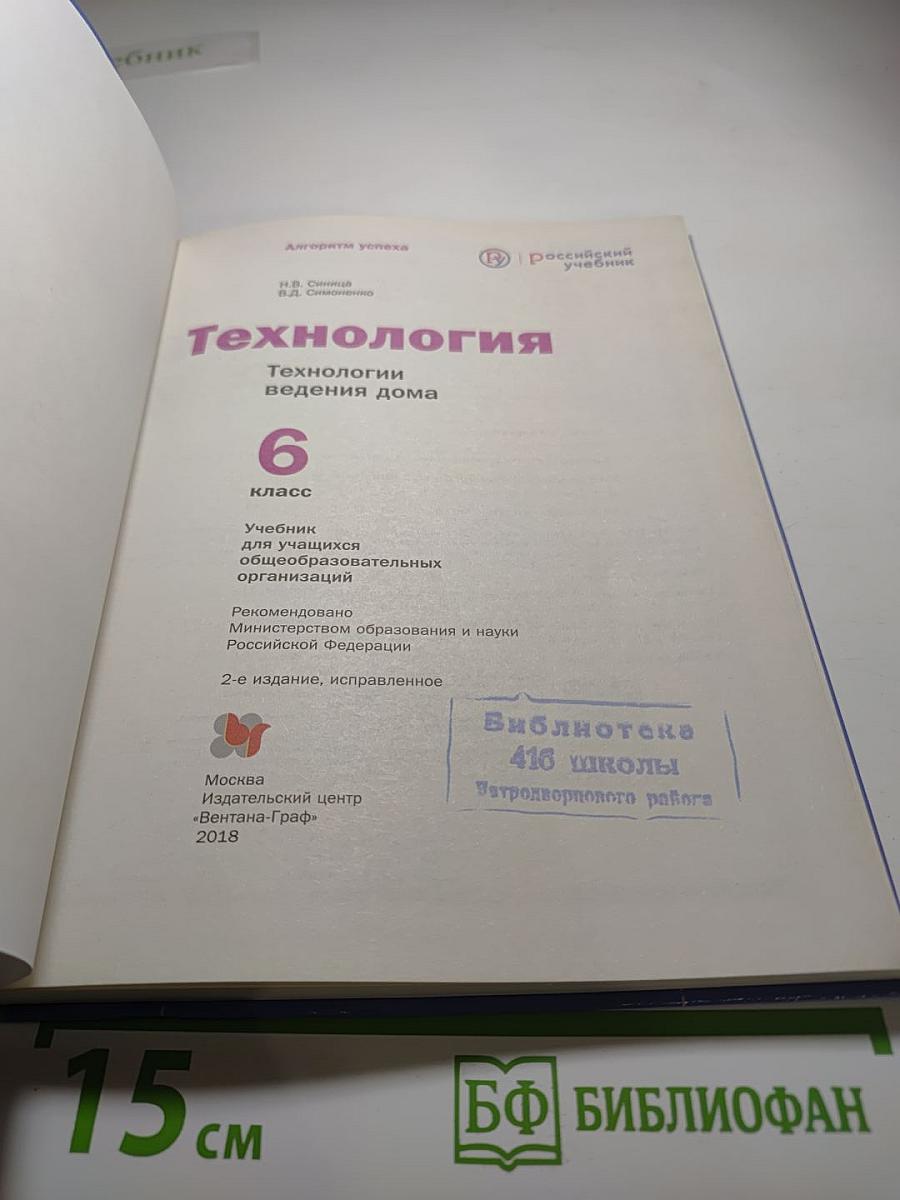 ебник
Алгоритм успеха
Российский
учебник
Н.В. Синица
В.Д. Симоненко
Технология
Технологии
ведения дома
6
класс
Учебник
для учащихся
общеобразовательных
организаций
Рекомендовано
Министерством образования и науки
Российской Федерации
2-е издание, исправленное
Библиотека
416 школы
Петродворцового района
Москва
Издательский центр
«Вентана-Граф»
2018
15 см
БФ БИБЛИОФАН